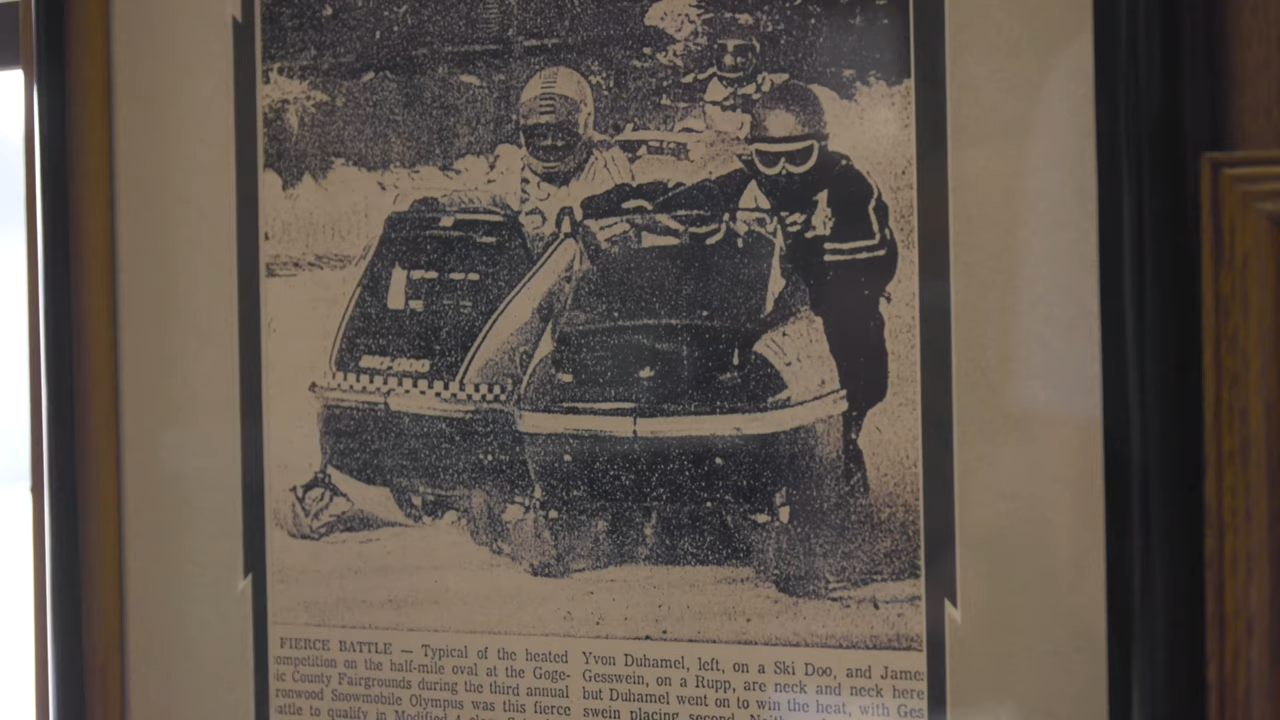 FIERCE BATTLE — Typical of the heated
competition on the half-mile oval at the Goge-
ic County Fairgrounds during the third annual
ronwood Snowmobile Olympus was this fierce
attle to qualify in Modified 4
Yvon Duhamel, left, on a Ski Doo, and James
Gesswein, on a Rupp, are neck and neck here
but Duhamel went on to win the heat, with Ges
swein placing second.